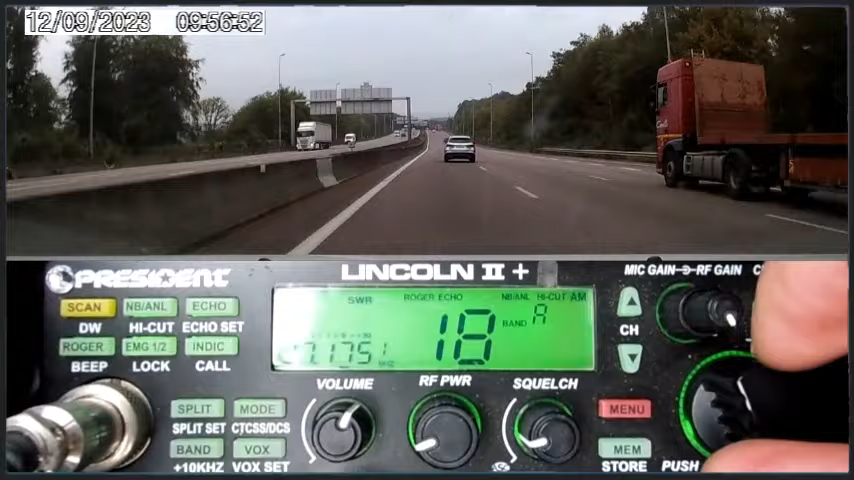 12/09/2023 09:56:52
PRESIDENT
LINCOLN II +
MIC GAIN RF GAIN
SCAN NB/ANL ECHO
DW HI-CUT ECHO SET
ROGER EMG 1/2 INDIC
BEEP LOCK CALL
SWR ROGER ECHO NB/ANL HI-CUT AM
18 BAND A
CH
VOLUME RF PWR SQUELCH
SPLIT MODE
SPLIT SET CTCSS/DCS
BAND VOX
+10KHZ VOX SET
MENU
MEM
STORE PUSH